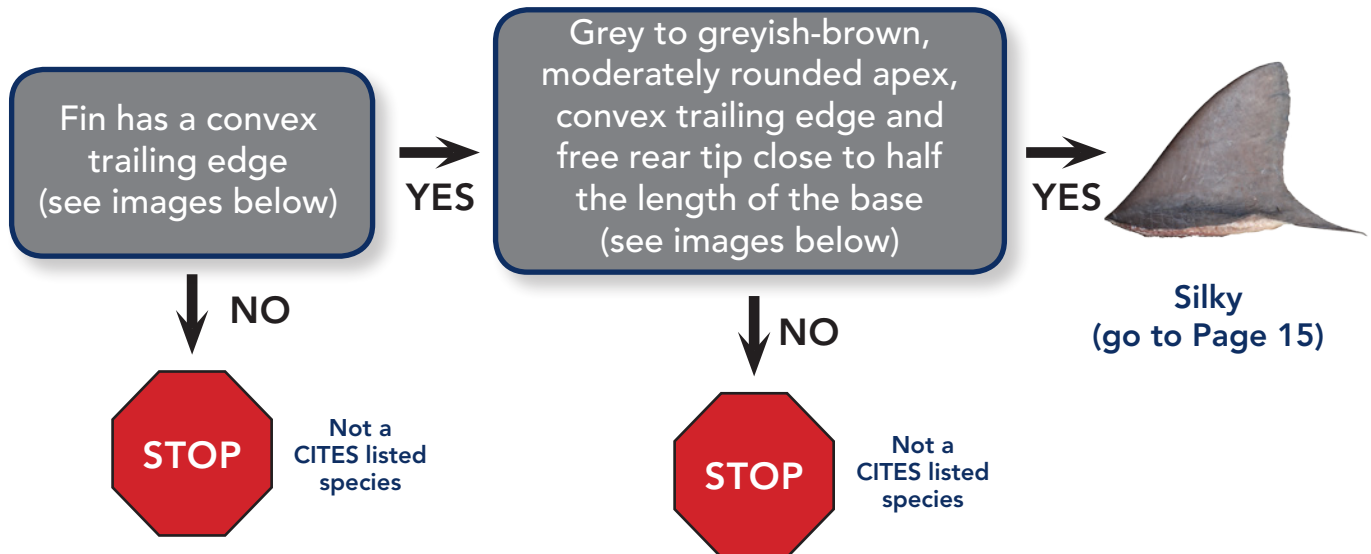 Fin has a convex
trailing edge
(see images below)
YES
NO
STOP
Not a
CITES listed
species
Grey to greyish-brown,
moderately rounded apex,
convex trailing edge and
free rear tip close to half
the length of the base
(see images below)
YES
NO
STOP
Not a
CITES listed
species
Silky
(go to Page 15)